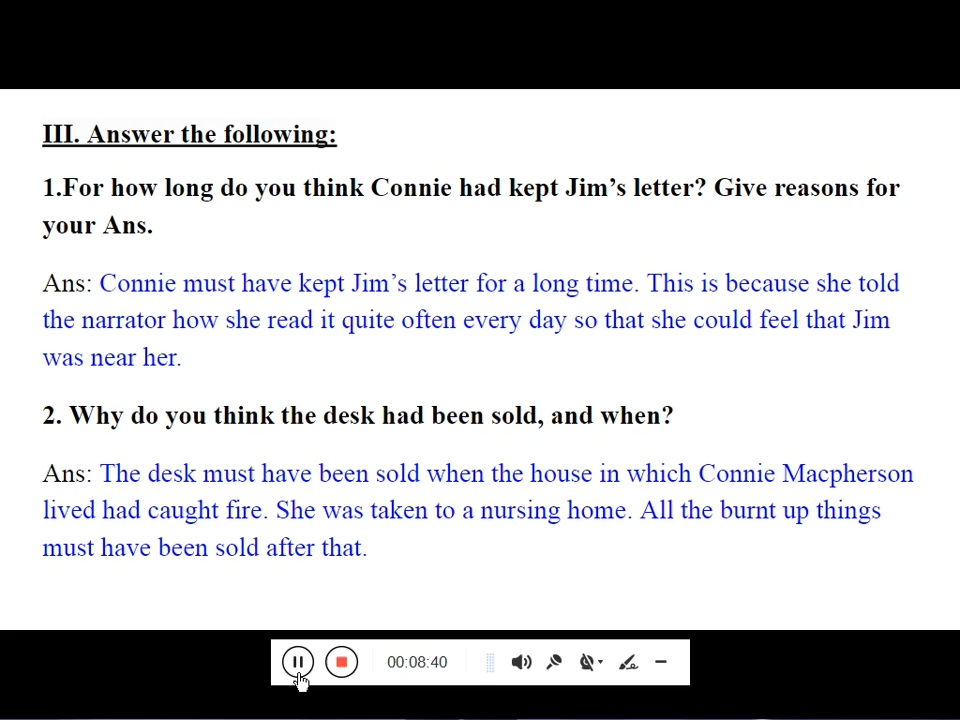 III. Answer the following:
1.For how long do you think Connie had kept Jim’s letter? Give reasons for
your Ans.
Ans: Connie must have kept Jim’s letter for a long time. This is because she told
the narrator how she read it quite often every day so that she could feel that Jim
was near her.
2. Why do you think the desk had been sold, and when?
Ans: The desk must have been sold when the house in which Connie Macpherson
lived had caught fire. She was taken to a nursing home. All the burnt up things
must have been sold after that.
00:08:40